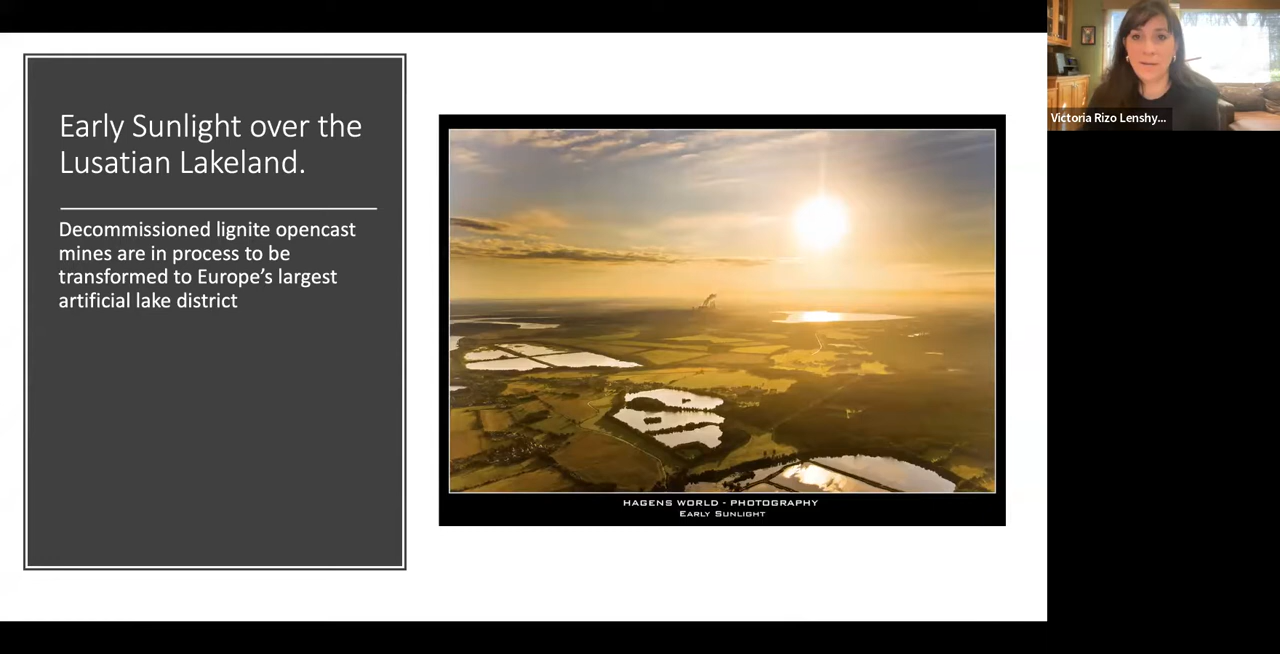 Early Sunlight over the
Lusatian Lakeland.
Decommissioned lignite opencast
mines are in process to be
transformed to Europe's largest
artificial lake district
HAGENS WORLD - PHOTOGRAPHY
EARLY SUNLIGHT
Victoria Rizo Lenshy...